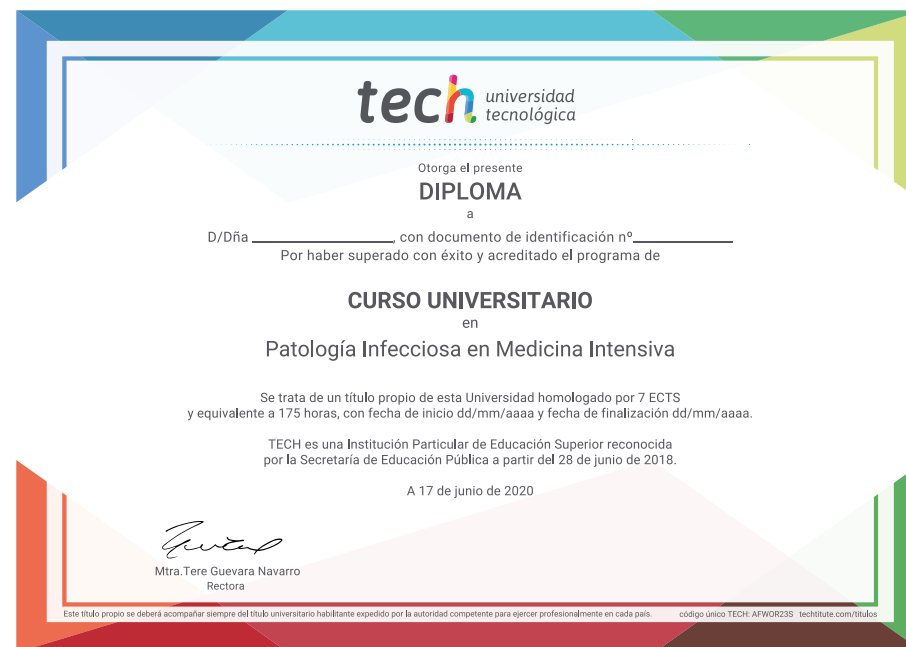 tech universidad
tecnológica
Otorga el presente
DIPLOMA
a
D/Dña ____________________, con documento de identificación nº______________
Por haber superado con éxito y acreditado el programa de
CURSO UNIVERSITARIO
en
Patología Infecciosa en Medicina Intensiva
Se trata de un título propio de esta Universidad homologado por 7 ECTS
y equivalente a 175 horas, con fecha de inicio dd/mm/aaaa y fecha de finalización dd/mm/aaaa.
TECH es una Institución Particular de Educación Superior reconocida
por la Secretaría de Educación Pública a partir del 28 de junio de 2018.
A 17 de junio de 2020
Mtra.Tere Guevara Navarro
Rectora
Este título propio se deberá acompañar siempre del título universitario habilitante expedido por la autoridad competente para ejercer profesionalmente en cada país. código único TECH: AFWOR23S techtitute.com/títulos